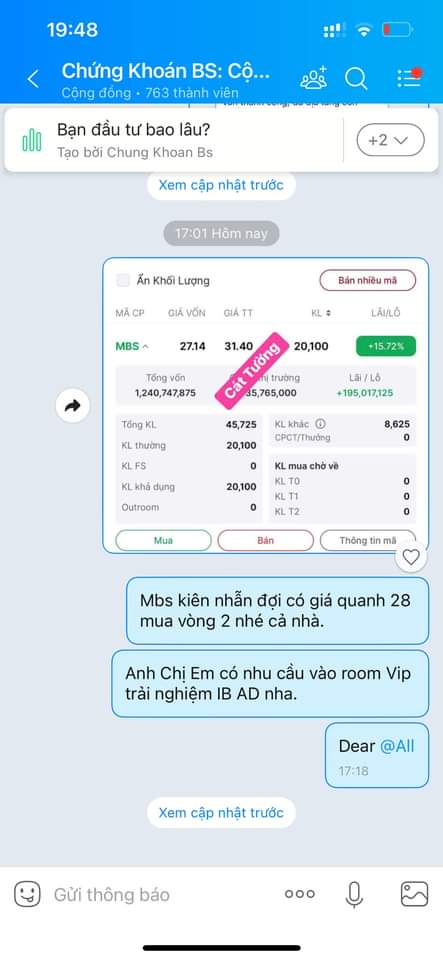 19:48
Chứng Khoán BS: Cộ...
Cộng đồng • 763 thành viên
Bạn đầu tư bao lâu?
Tạo bởi Chung Khoan Bs
+2
Xem cập nhật trước
17:01 Hôm nay
Ẩn Khối Lượng
Bán nhiều mã
MÃ CP GIÁ VỐN GIÁ TT KL LÃI/LỖ
MBS 27.14 31.40 20,100 +15.72%
Cát Tường
Tổng vốn thị trường Lãi / Lỗ
1,240,747,875 35,765,000 +195,017,125
Tổng KL 45,725
KL thường 20,100
KL FS 0
KL khả dụng 20,100
Outroom 0
KL khác 8,625
CPCT/Thưởng 0
KL mua chờ về
KL T0 0
KL T1 0
KL T2 0
Mua Bán Thông tin mã
Mbs kiên nhẫn đợi có giá quanh 28
mua vòng 2 nhé cả nhà.
Anh Chị Em có nhu cầu vào room Vip
trải nghiệm IB AD nha.
Dear @All
17:18
Xem cập nhật trước
Gửi thông báo